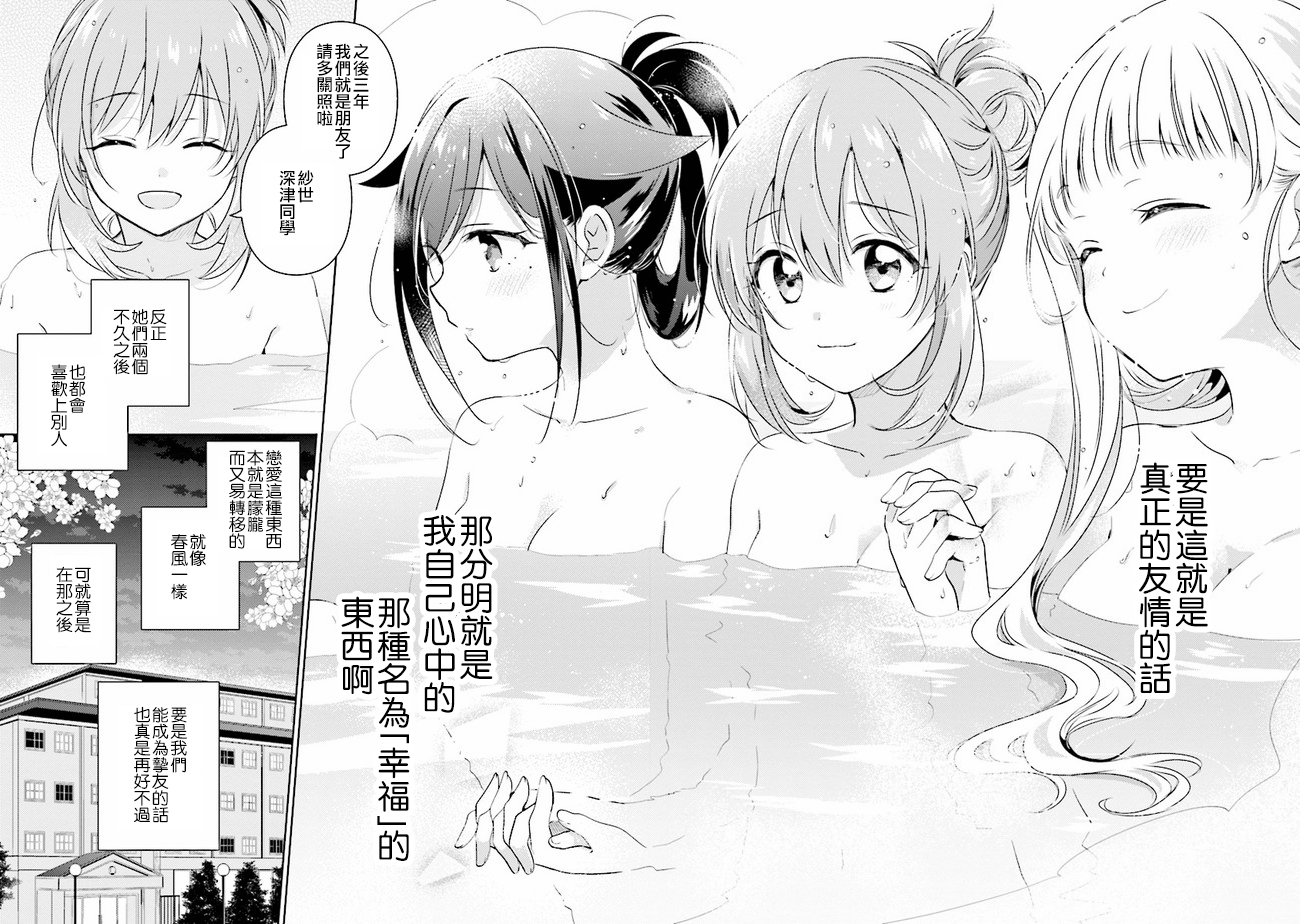 要是這就是
真正的友情的話
那分明就是
我自己心中的
那種名為「幸福」的
東西啊
之後三年
我們就是朋友了
請多關照啦
紗世
深津同學
反正
她們兩個
不久之後
也都會
喜歡上別人
戀愛這種東西
本就是朦朧
而又易轉移的
就像
春風一樣
可就算是
在那之後
要是我們
能成為摯友的話
也真是再好不過